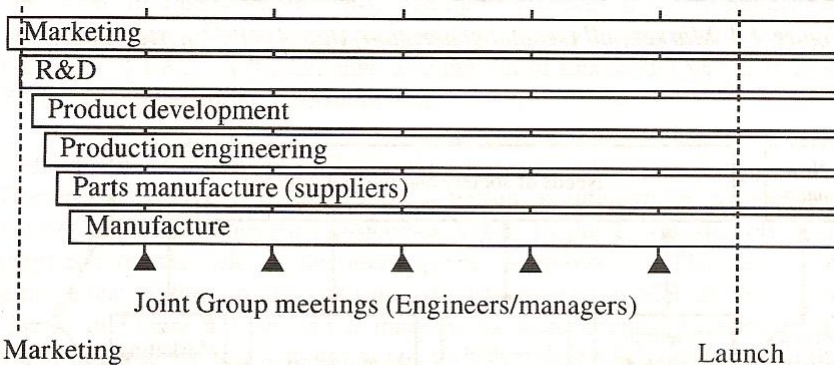 Marketing
R&D
Product development
Production engineering
Parts manufacture (suppliers)
Manufacture
Joint Group meetings (Engineers/managers)
Marketing
Launch